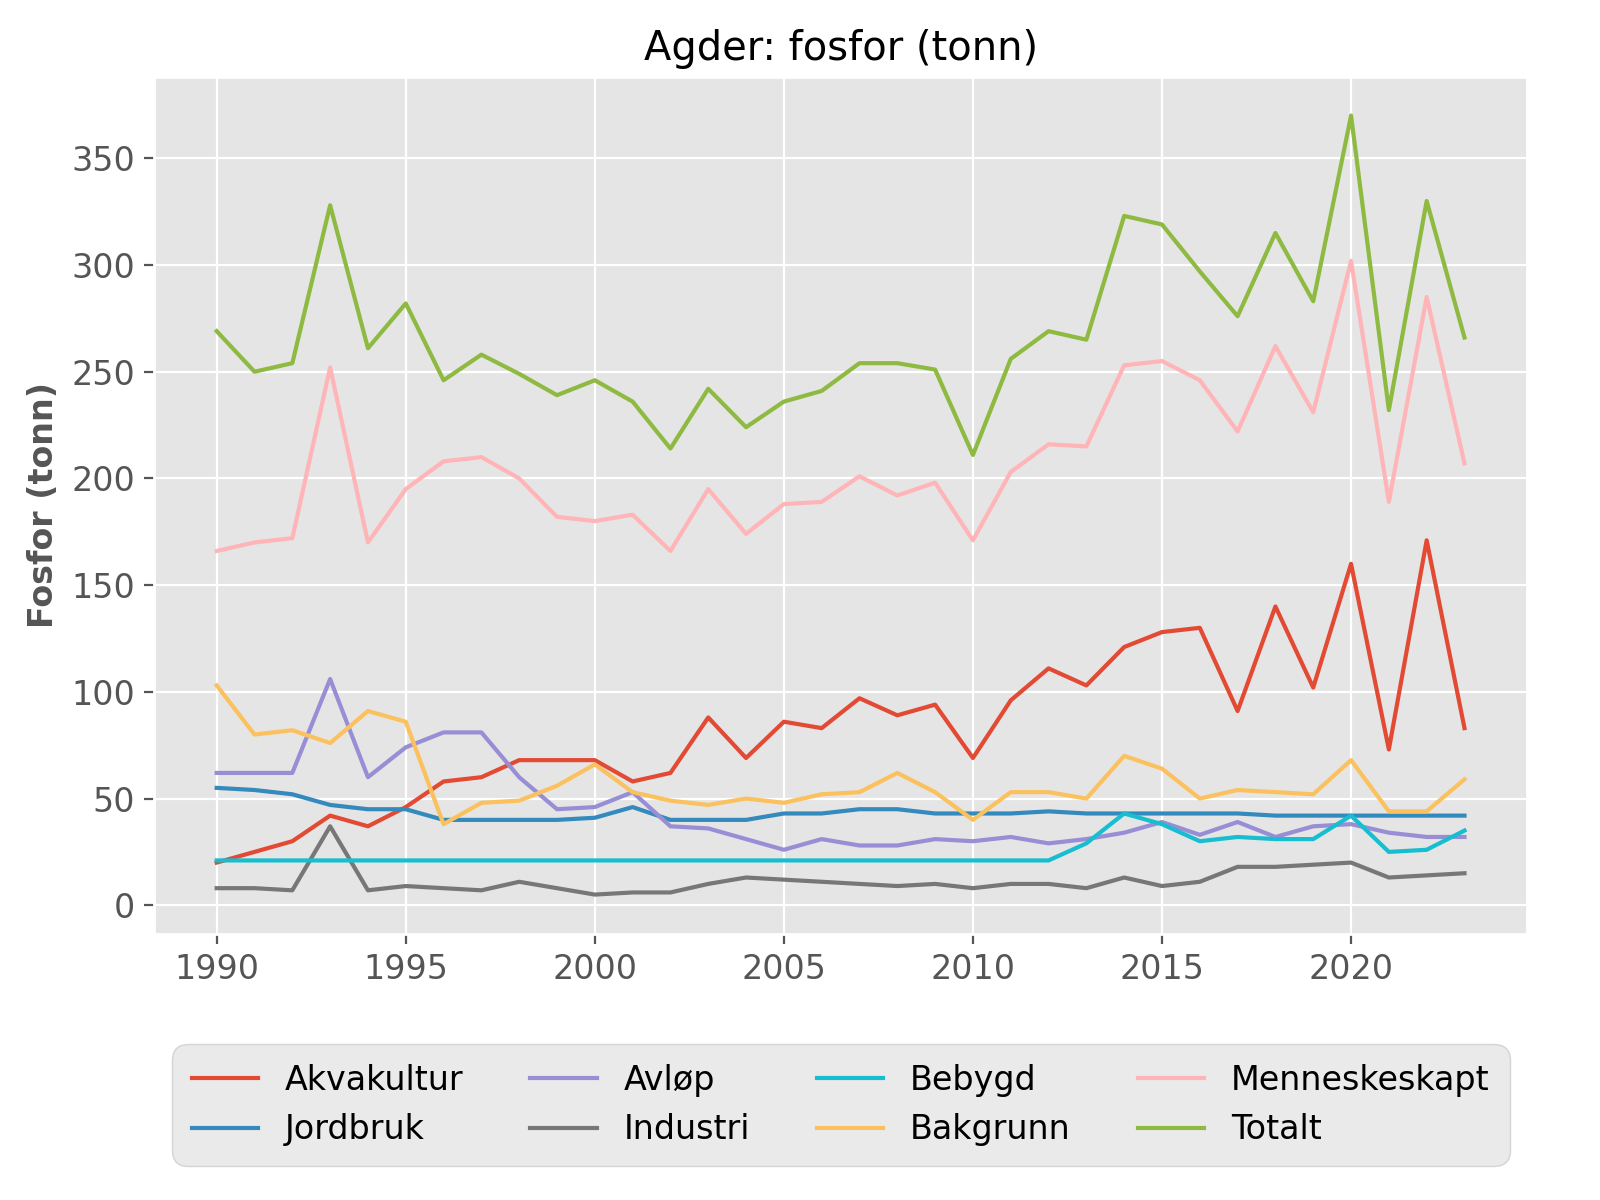 Agder: fosfor (tonn)
Fosfor (tonn)
350
300
250
200
150
100
50
0
1990 1995 2000 2005 2010 2015 2020
Akvakultur Avløp Bebygd Menneskeskapt
Jordbruk Industri Bakgrunn Totalt